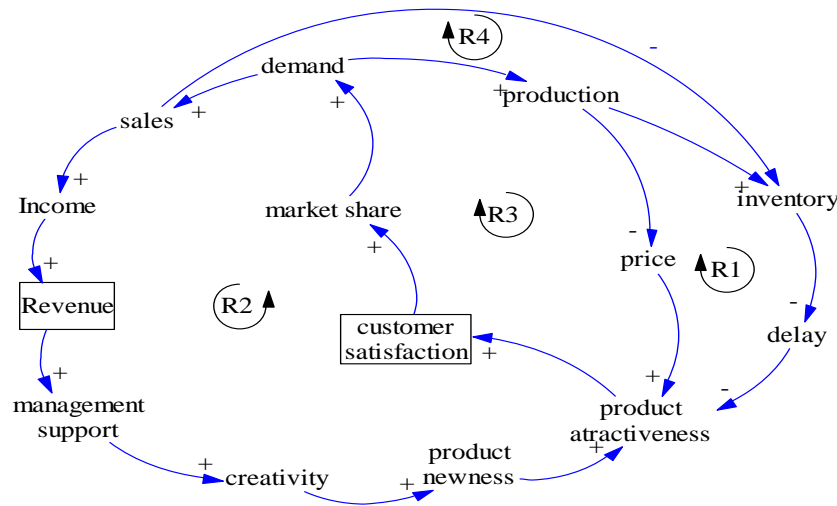 R4
-
demand
+
production
+
sales
+
+
+
Income
market share
R3
+
inventory
+
-
+
price
R1
Revenue
R2
-
customer
satisfaction
+
delay
+
+
-
management
support
product
atractiveness
+
+
product
newness
creativity
+